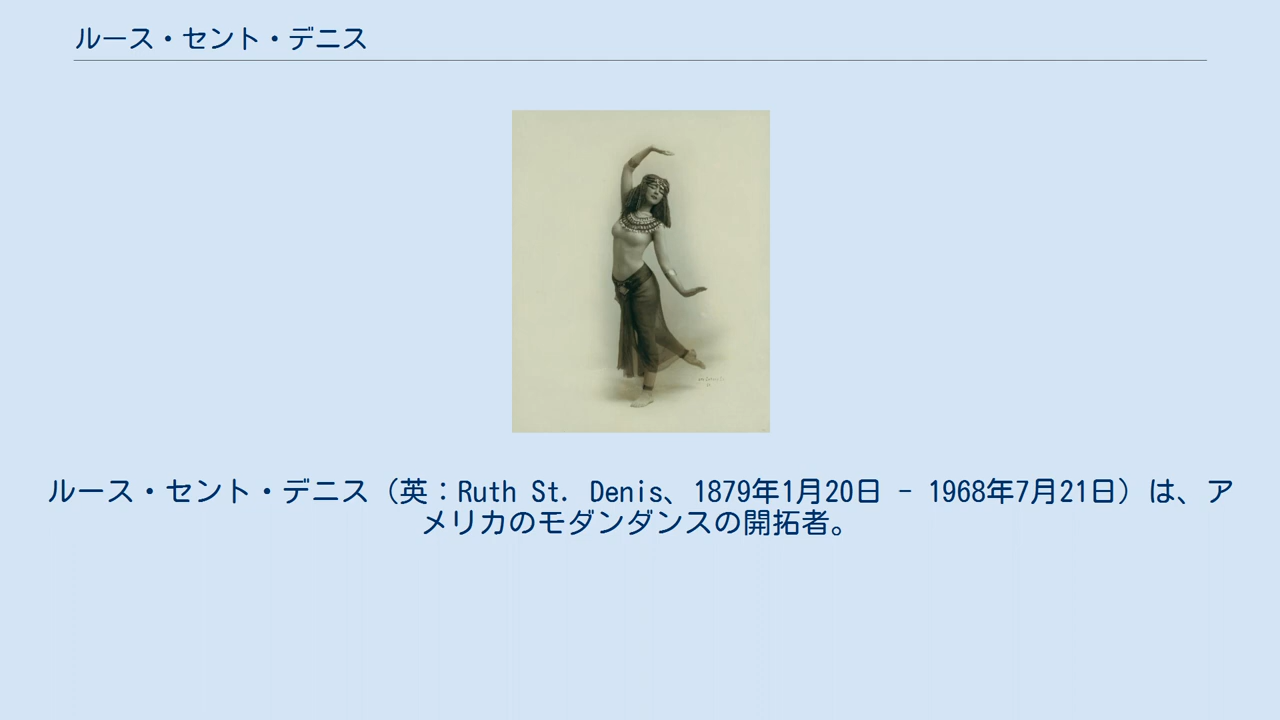 ルース・セント・デニス
ルース・セント・デニス（英：Ruth St. Denis、1879年1月20日 - 1968年7月21日）は、ア
メリカのモダンダンスの開拓者。